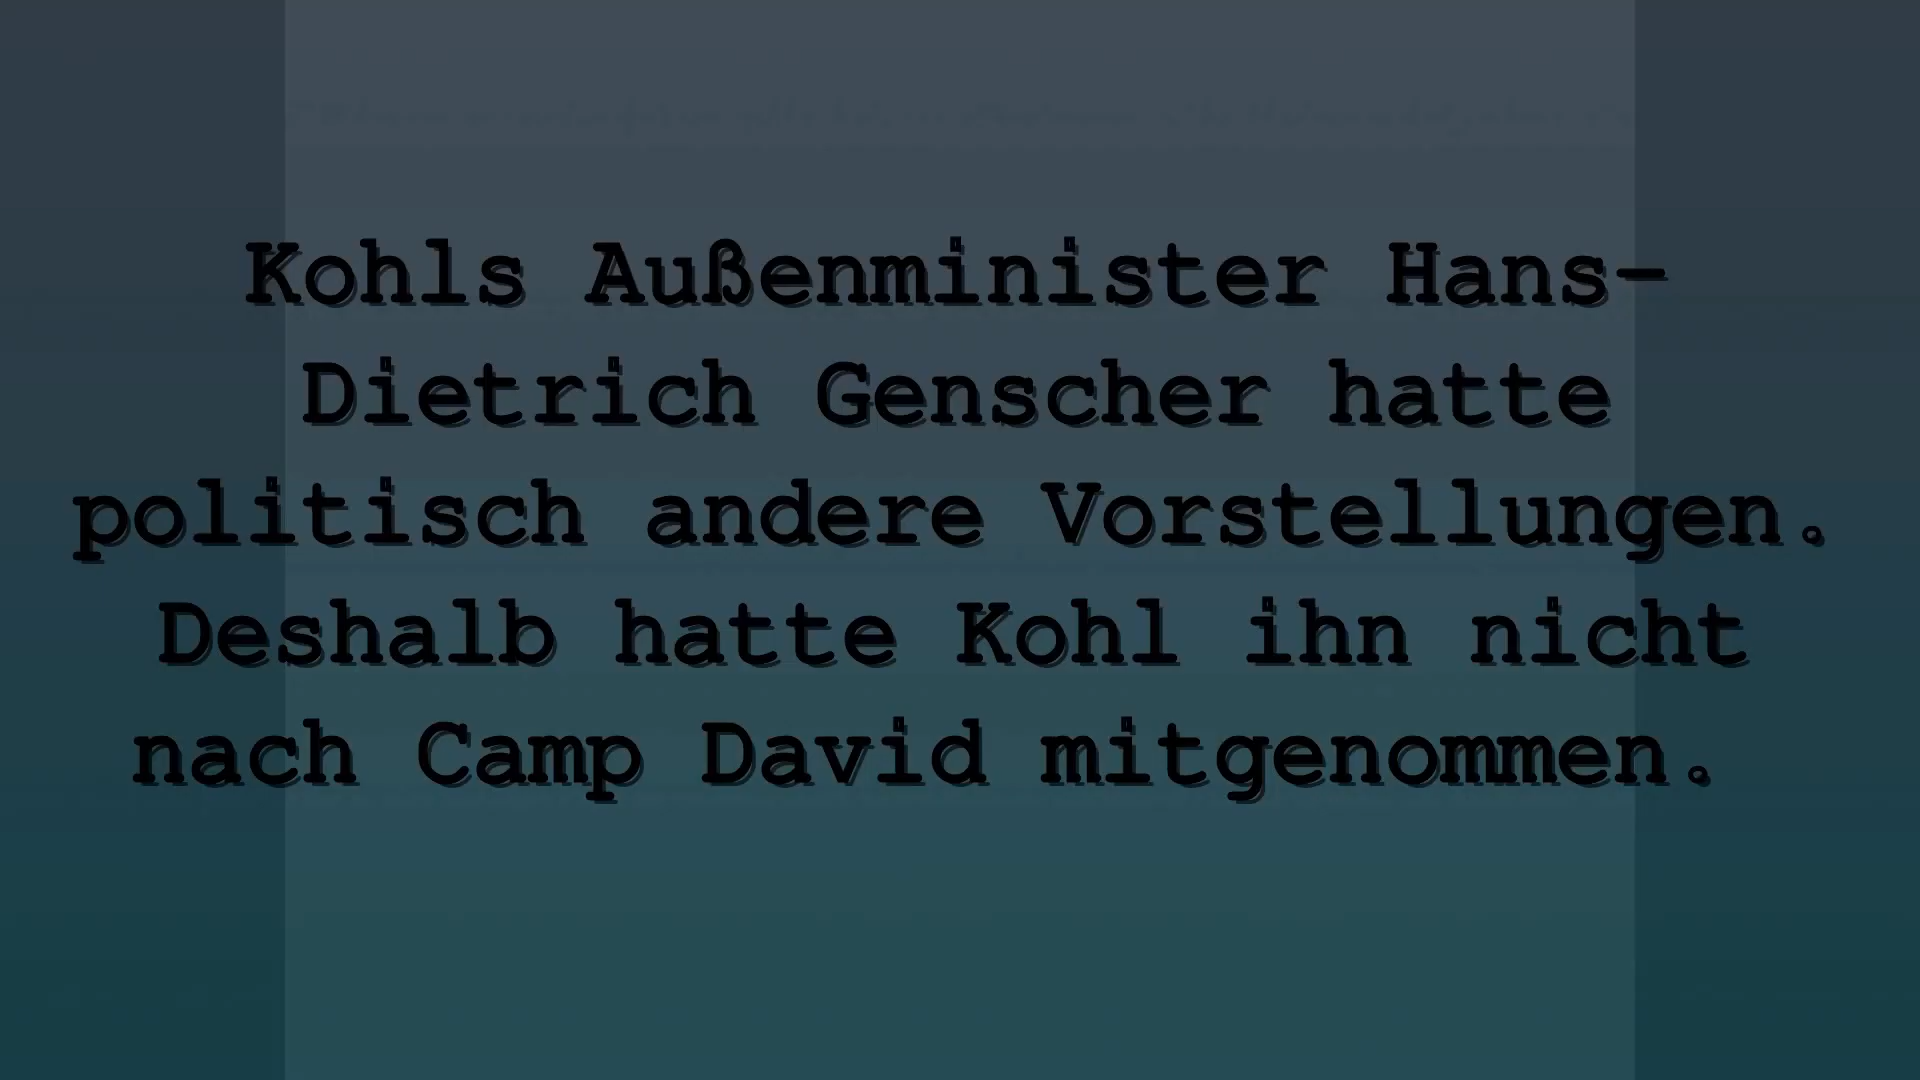 Kohls Außenminister Hans-
Dietrich Genscher hatte
politisch andere Vorstellungen.
Deshalb hatte Kohl ihn nicht
nach Camp David mitgenommen.